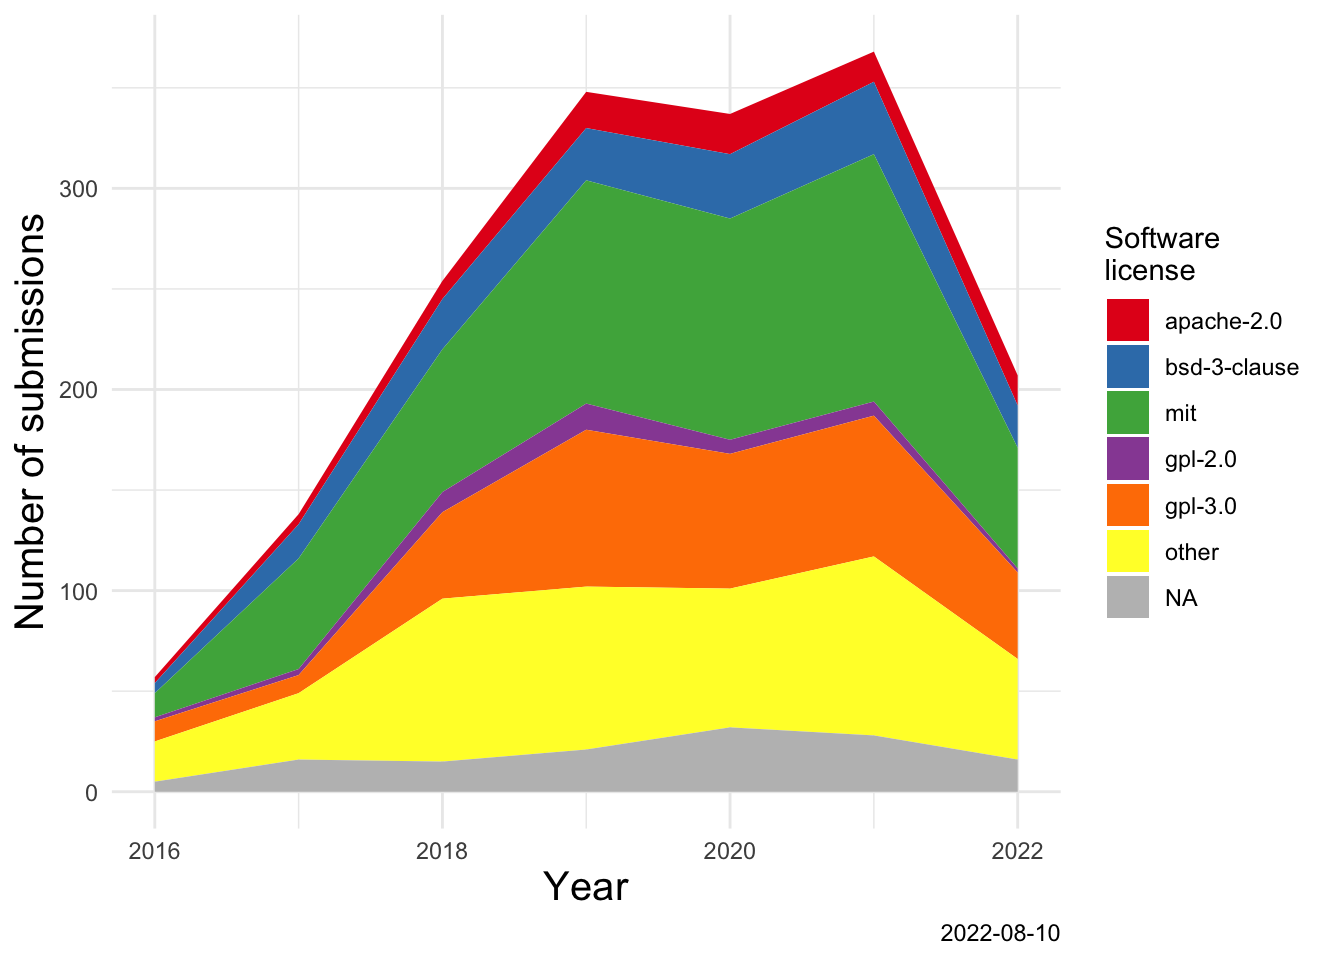 Number of submissions
300
200
100
0
2016
2018
2020
2022
Year
2022-08-10
Software
license
apache-2.0
bsd-3-clause
mit
gpl-2.0
gpl-3.0
other
NA